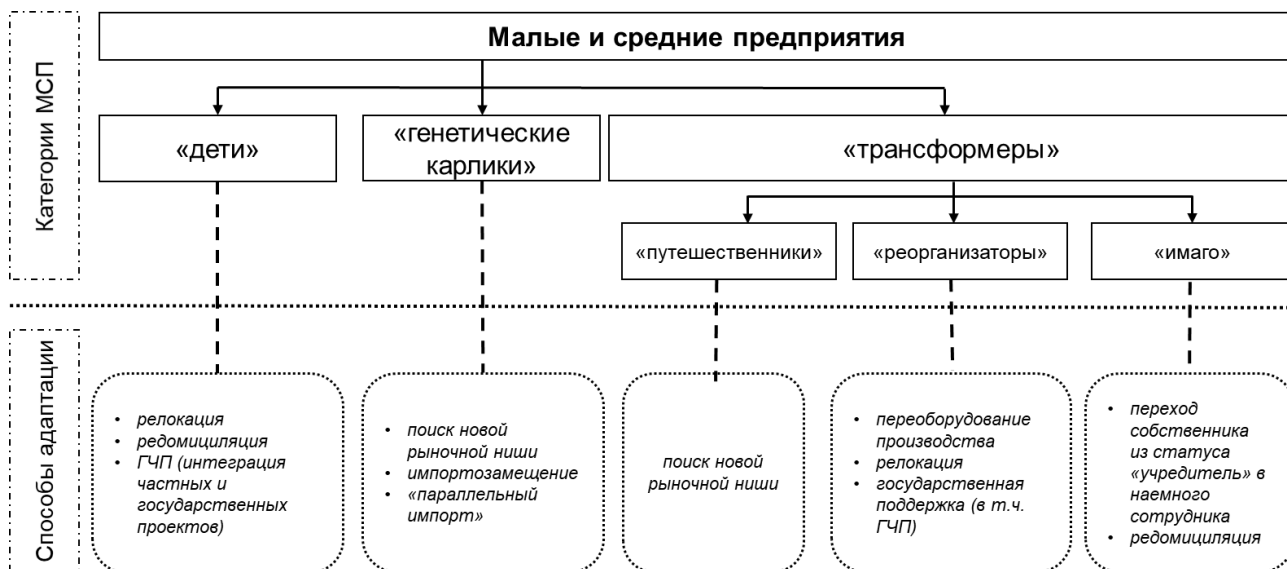 Категории МСП
Малые и средние предприятия
«дети»
«генетические
карлики»
«трансформеры»
«путешественники»
«реорганизаторы»
«имаго»
Способы адаптации
• релокация
• редомициляция
• ГЧП (интеграция
частных и
государственных
проектов)
• поиск новой
рыночной ниши
• импортозамещение
• «параллельный
импорт»
поиск новой
рыночной ниши
• переоборудование
производства
• релокация
• государственная
поддержка (в т.ч.
ГЧП)
• переход
собственника
из статуса
«учредитель» в
наемного
сотрудника
• редомициляция